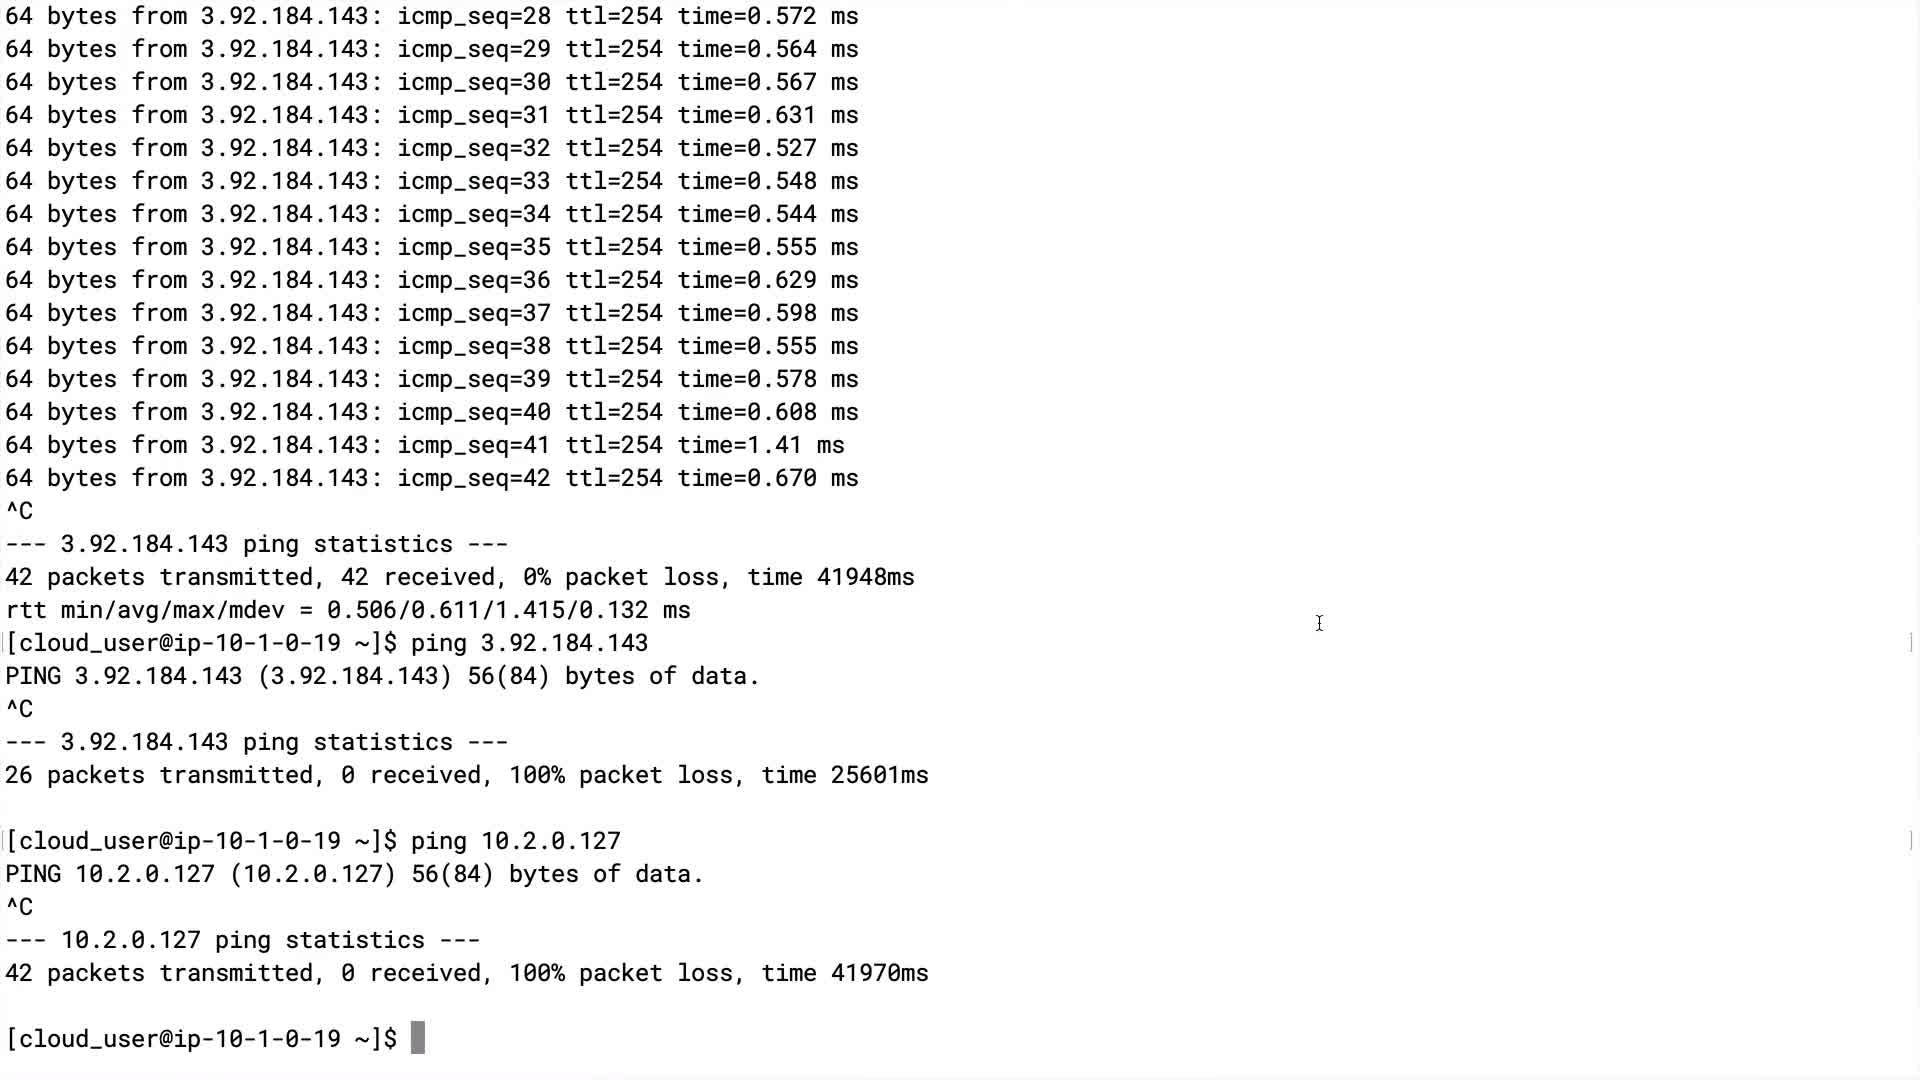 64 bytes from 3.92.184.143: icmp_seq=28 ttl=254 time=0.572 ms
64 bytes from 3.92.184.143: icmp_seq=29 ttl=254 time=0.564 ms
64 bytes from 3.92.184.143: icmp_seq=30 ttl=254 time=0.567 ms
64 bytes from 3.92.184.143: icmp_seq=31 ttl=254 time=0.631 ms
64 bytes from 3.92.184.143: icmp_seq=32 ttl=254 time=0.527 ms
64 bytes from 3.92.184.143: icmp_seq=33 ttl=254 time=0.548 ms
64 bytes from 3.92.184.143: icmp_seq=34 ttl=254 time=0.544 ms
64 bytes from 3.92.184.143: icmp_seq=35 ttl=254 time=0.555 ms
64 bytes from 3.92.184.143: icmp_seq=36 ttl=254 time=0.629 ms
64 bytes from 3.92.184.143: icmp_seq=37 ttl=254 time=0.598 ms
64 bytes from 3.92.184.143: icmp_seq=38 ttl=254 time=0.555 ms
64 bytes from 3.92.184.143: icmp_seq=39 ttl=254 time=0.578 ms
64 bytes from 3.92.184.143: icmp_seq=40 ttl=254 time=0.608 ms
64 bytes from 3.92.184.143: icmp_seq=41 ttl=254 time=1.41 ms
64 bytes from 3.92.184.143: icmp_seq=42 ttl=254 time=0.670 ms
^C
--- 3.92.184.143 ping statistics ---
42 packets transmitted, 42 received, 0% packet loss, time 41948ms
rtt min/avg/max/mdev = 0.506/0.611/1.415/0.132 ms
[cloud_user@ip-10-1-0-19 ~]$ ping 3.92.184.143
PING 3.92.184.143 (3.92.184.143) 56(84) bytes of data.
^C
--- 3.92.184.143 ping statistics ---
26 packets transmitted, 0 received, 100% packet loss, time 25601ms
[cloud_user@ip-10-1-0-19 ~]$ ping 10.2.0.127
PING 10.2.0.127 (10.2.0.127) 56(84) bytes of data.
^C
--- 10.2.0.127 ping statistics ---
42 packets transmitted, 0 received, 100% packet loss, time 41970ms
[cloud_user@ip-10-1-0-19 ~]$